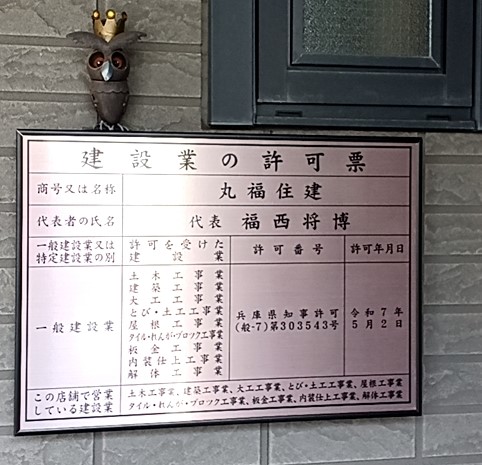 建設業の許可票
商号又は名称
丸福住建
代表者の氏名
代表 福西将博
一般建設業又は
特定建設業の別
許可を受けた
建設業
許可番号
許可年月日
一般建設業
土木工事業
建築工事業
大工工事業
とび・土工工事業
屋根工事業
タイル・れんが・ブロック工事業
板金工事業
内装仕上工事業
解体工事業
兵庫県知事許可
(般-7)第303543号
令和7年
5月2日
この店舗で営業
している建設業
土木工事業、建築工事業、大工工事業、とび・土工工事業、屋根工事業
タイル・れんが・ブロック工事業、板金工事業、内装仕上工事業、解体工事業